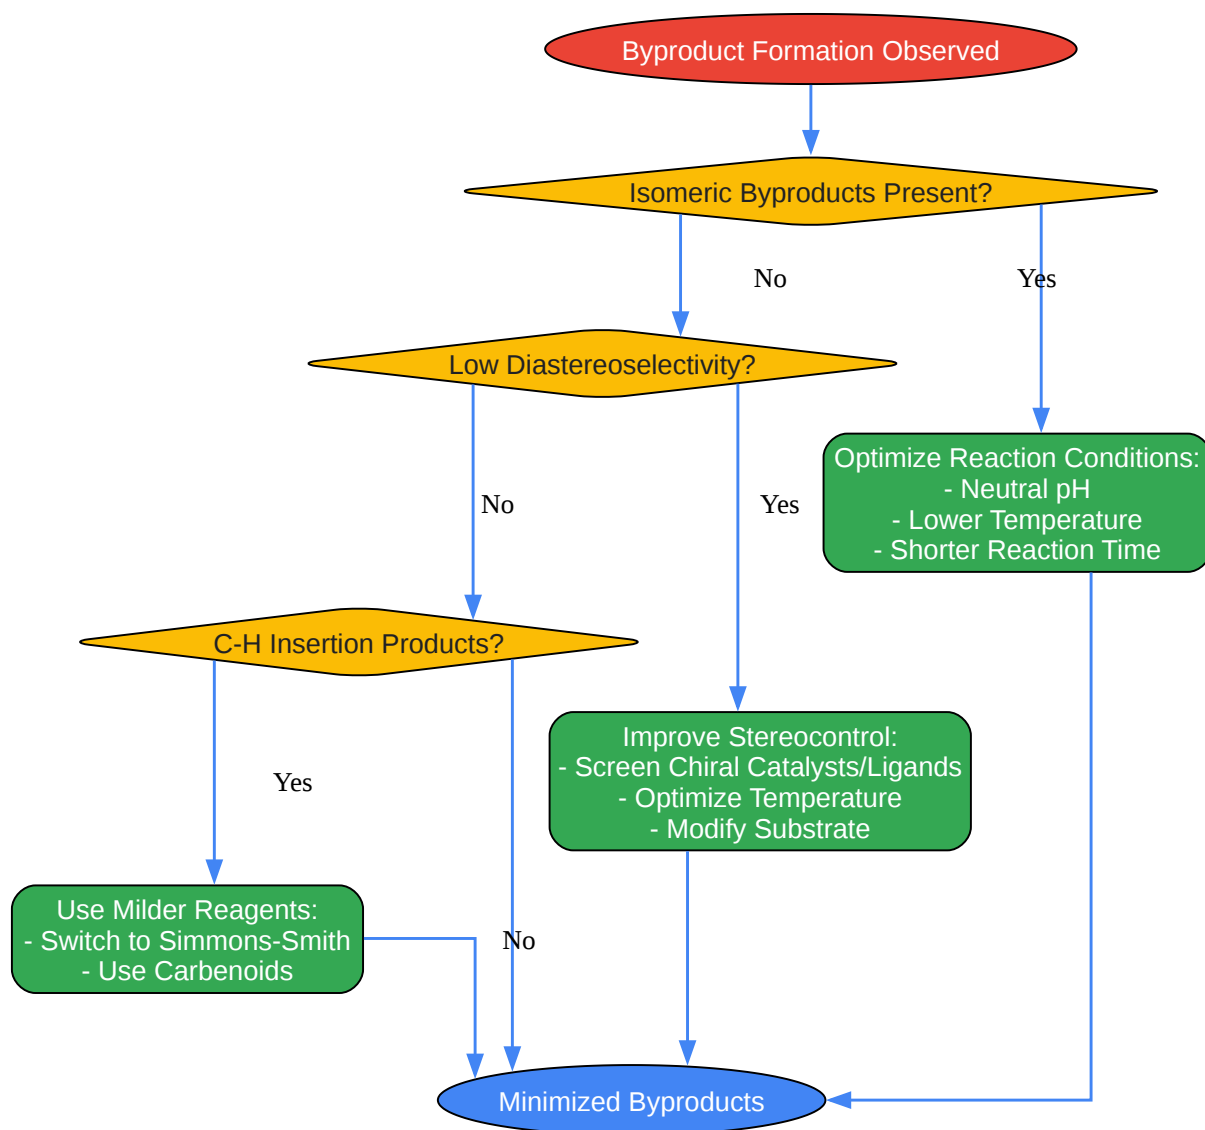 Byproduct Formation Observed
Isomeric Byproducts Present?
No
Yes
Low Diastereoselectivity?
Optimize Reaction Conditions:
- Neutral pH
- Lower Temperature
- Shorter Reaction Time
No
Yes
C-H Insertion Products?
Improve Stereocontrol:
- Screen Chiral Catalysts/Ligands
- Optimize Temperature
- Modify Substrate
Yes
Use Milder Reagents:
- Switch to Simmons-Smith
- Use Carbenoids
No
Minimized Byproducts